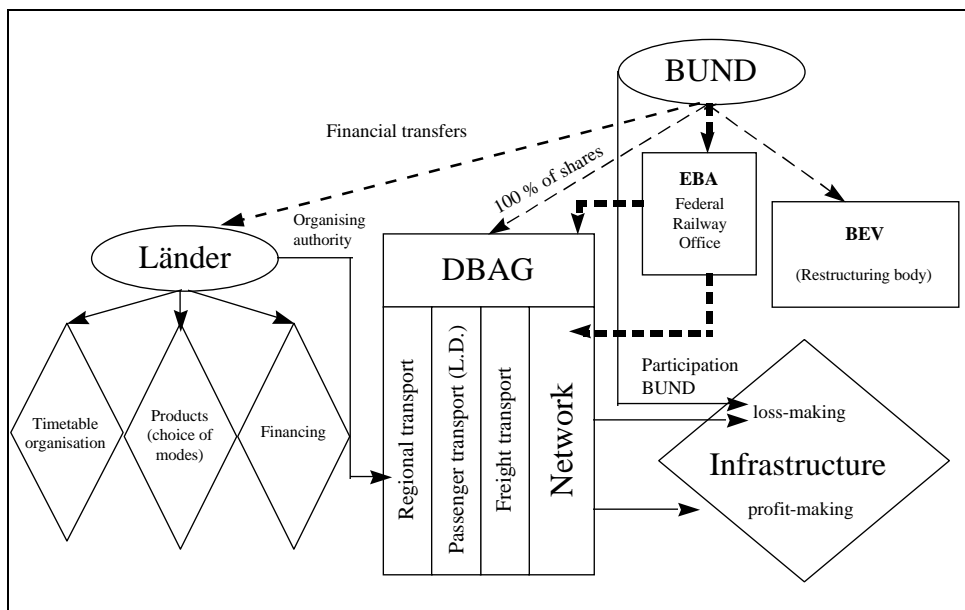 BUND
Financial transfers
100 % of shares
EBA
Federal
Railway
Office
BEV
(Restructuring body)
Organising
authority
Länder
DBAG
Timetable
organisation
Products
(choice of
modes)
Financing
Regional transport
Passenger transport (L.D.)
Freight transport
Network
Participation
BUND
loss-making
Infrastructure
profit-making